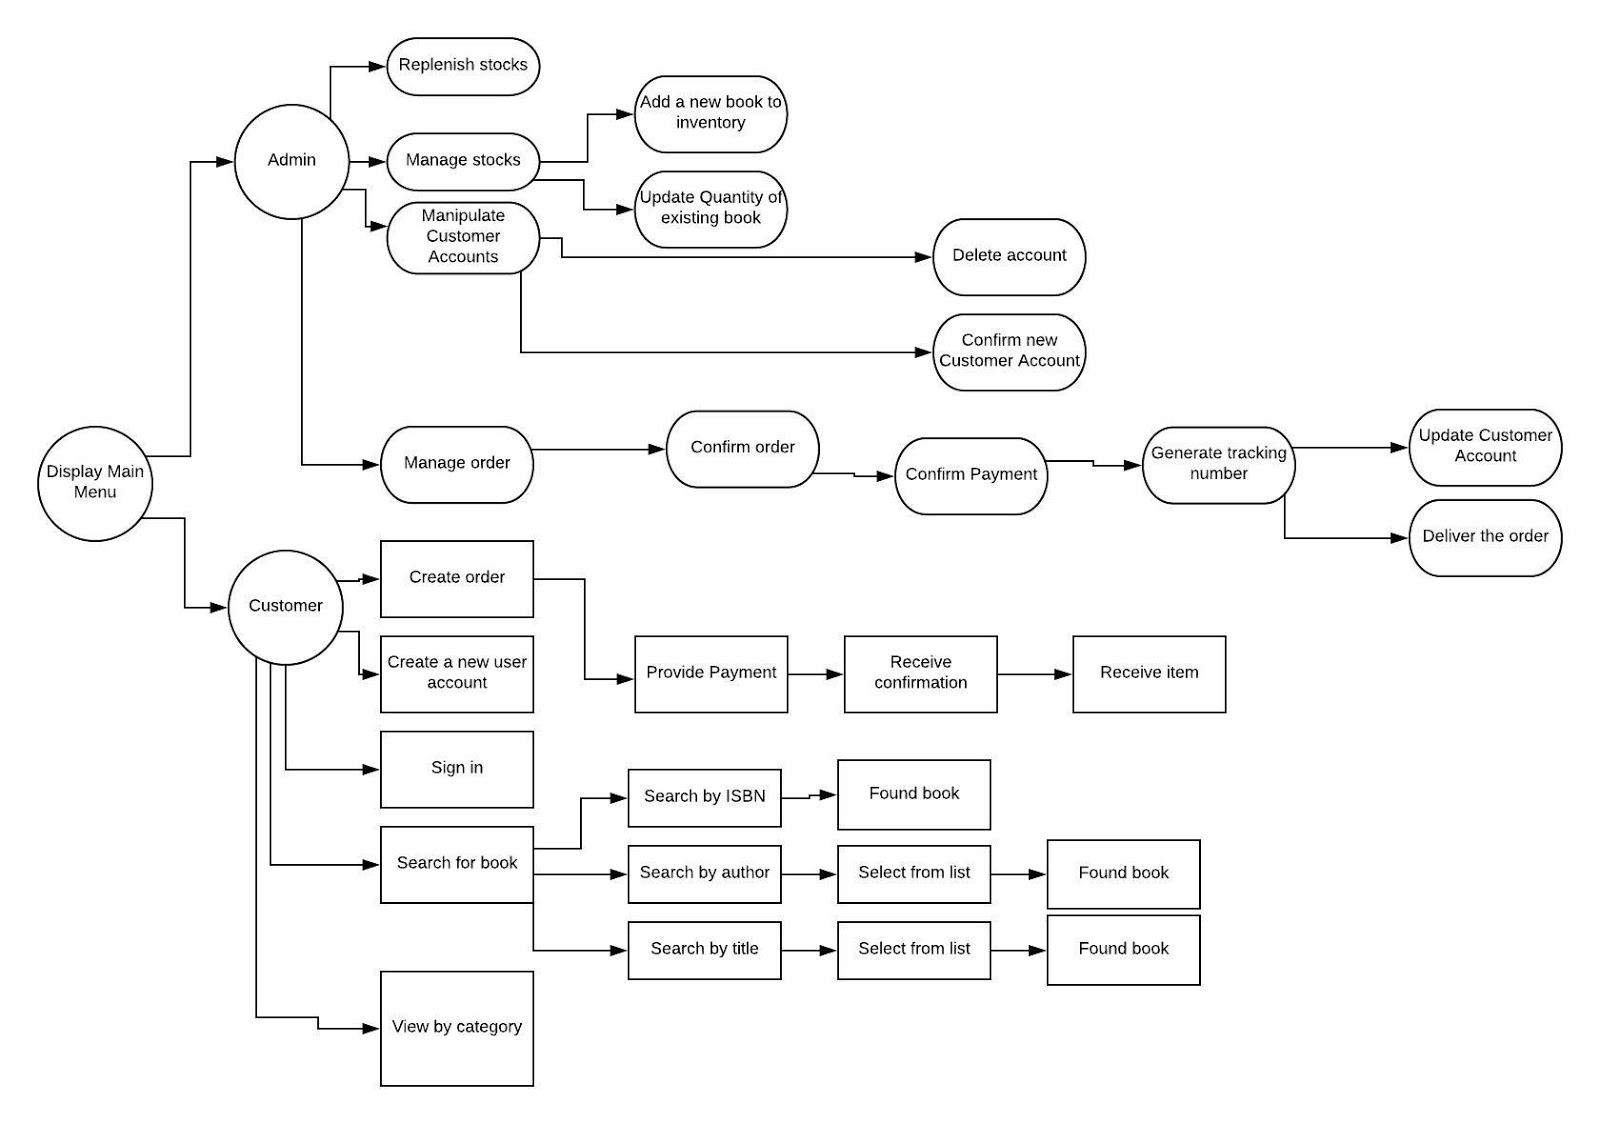 Replenish stocks
Add a new book to
inventory
Admin
Manage stocks
Update Quantity of
existing book
Manipulate
Customer
Accounts
Delete account
Confirm new
Customer Account
Display Main
Menu
Manage order
Confirm order
Confirm Payment
Generate tracking
number
Update Customer
Account
Deliver the order
Customer
Create order
Create a new user
account
Provide Payment
Receive
confirmation
Receive item
Sign in
Search for book
Search by ISBN
Found book
Search by author
Select from list
Found book
Search by title
Select from list
Found book
View by category